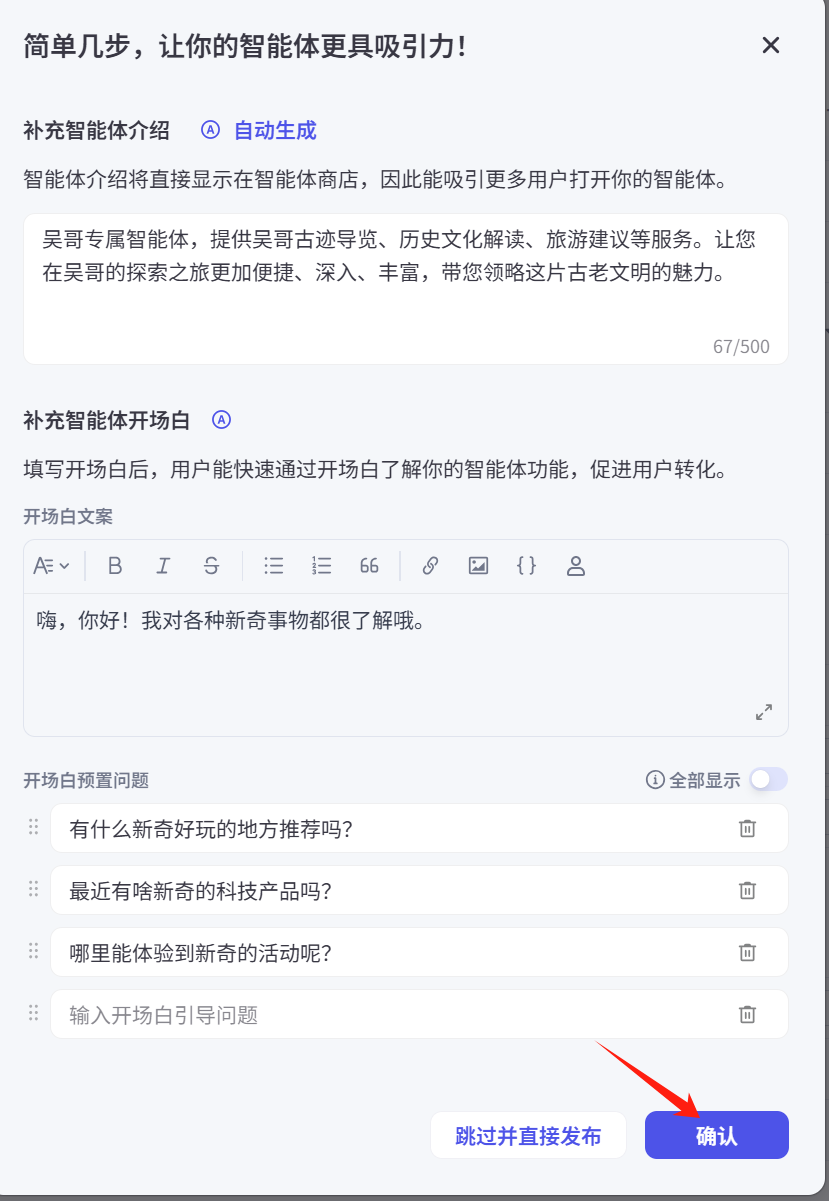 简单几步，让你的智能体更具吸引力！
补充智能体介绍 自动生成
智能体介绍将直接显示在智能体商店，因此能吸引更多用户打开你的智能体。
吴哥专属智能体，提供吴哥古迹导览、历史文化解读、旅游建议等服务。让您
在吴哥的探索之旅更加便捷、深入、丰富，带您领略这片古老文明的魅力。
67/500
补充智能体开场白
填写开场白后，用户能快速通过开场白了解你的智能体功能，促进用户转化。
开场白文案
嗨，你好！我对各种新奇事物都很了解哦。
开场白预置问题 全部显示
有什么新奇好玩的地方推荐吗？
最近有啥新奇的科技产品吗？
哪里能体验到新奇的活动呢？
输入开场白引导问题
跳过并直接发布 确认